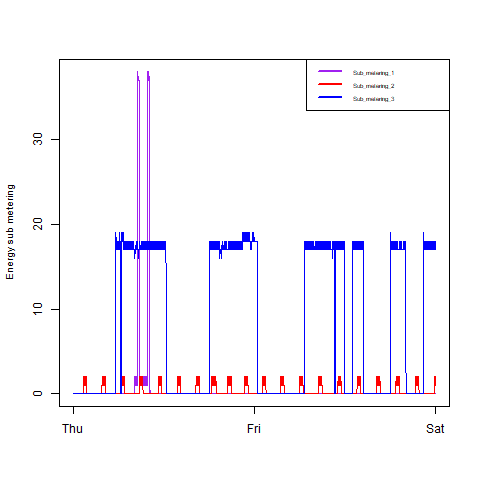 Sub_metering_1
Sub_metering_2
Sub_metering_3
Energy sub metering
30
20
10
0
Thu Fri Sat